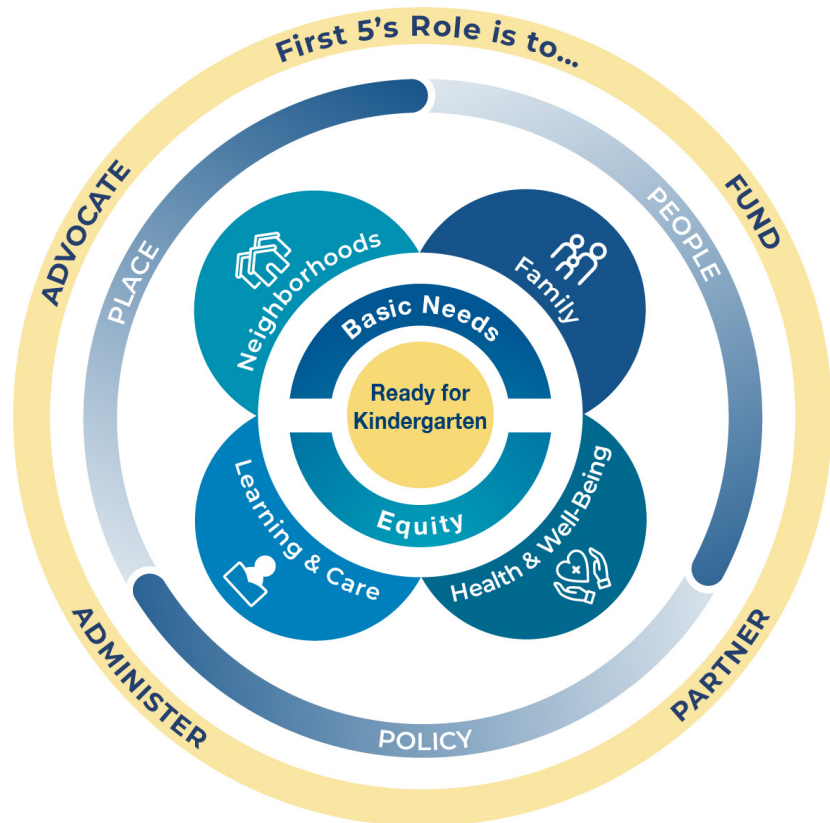 First 5's Role is to...
ADVOCATE
FUND
PLACE
PEOPLE
Neighborhoods
Family
Basic Needs
Ready for
Kindergarten
Equity
Learning & Care
Health & Well-Being
ADMINISTER
PARTNER
POLICY